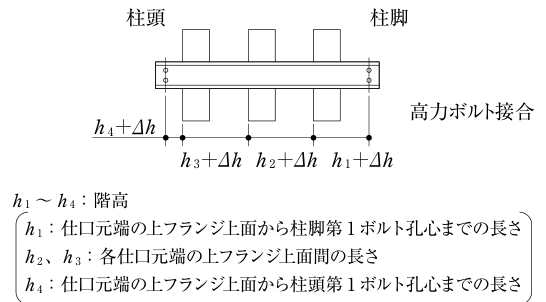 柱頭 柱脚
高力ボルト接合
h₄+Δh
h₃+Δh h₂+Δh h₁+Δh
h₁～h₄：階高
h₁：仕口元端の上フランジ上面から柱脚第１ボルト孔心までの長さ
h₂、h₃：各仕口元端の上フランジ上面間の長さ
h₄：仕口元端の上フランジ上面から柱頭第１ボルト孔心までの長さ